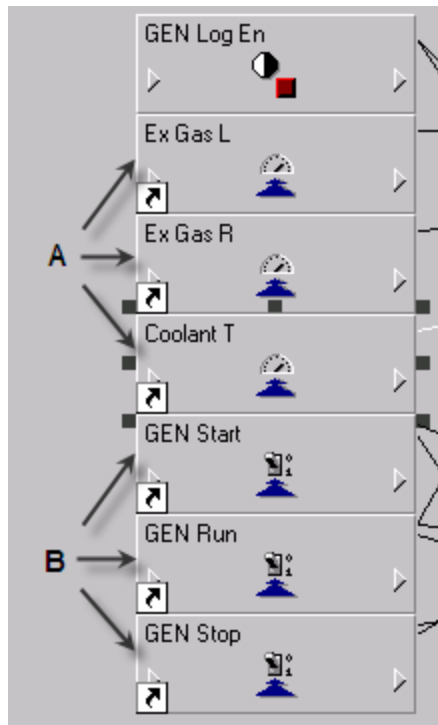 GEN Log En
Ex Gas L
A
Ex Gas R
Coolant T
GEN Start
B
GEN Run
GEN Stop